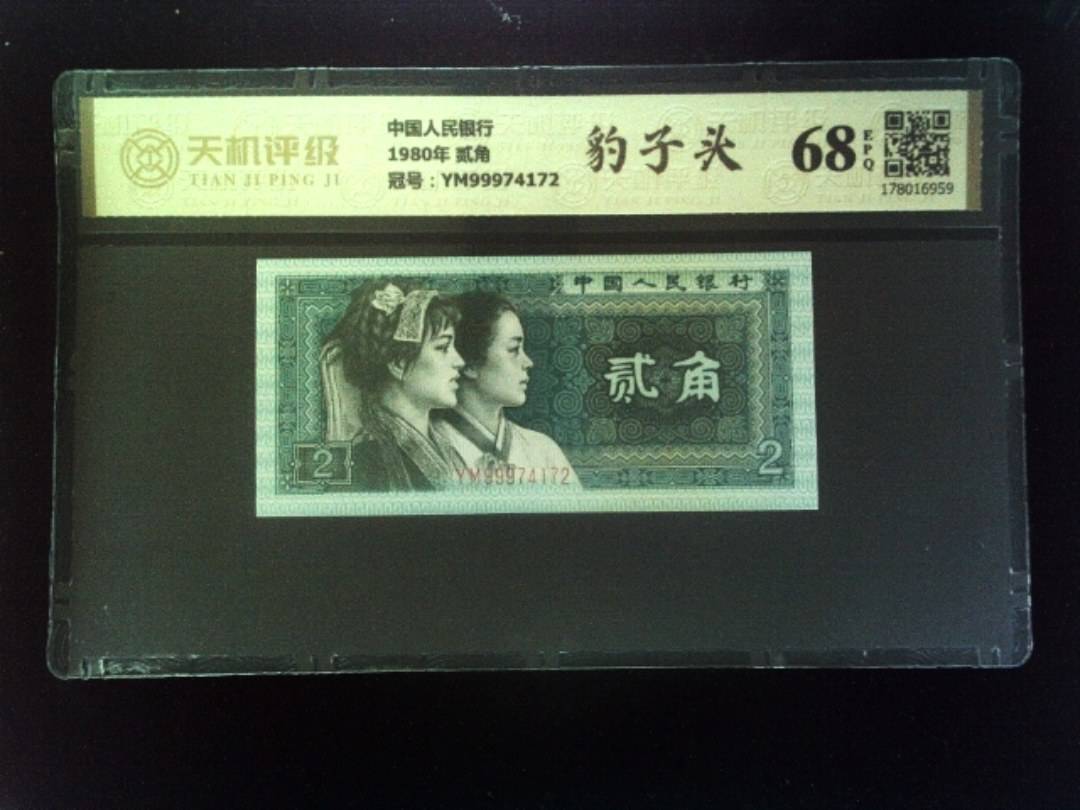 天机评级
TIAN JI PING JI
中国人民银行
1980年 贰角
冠号：YM99974172
豹子头
68
EPQ
178016959
中国人民银行
贰角
2
2
YM99974172